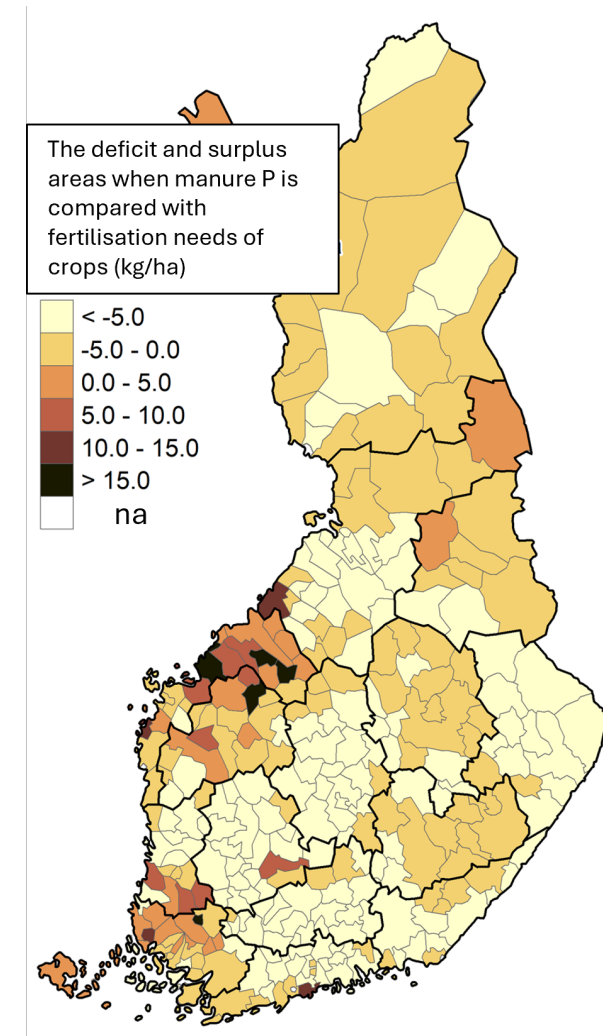 The deficit and surplus
areas when manure P is
compared with
fertilisation needs of
crops (kg/ha)
< -5.0
-5.0 - 0.0
0.0 - 5.0
5.0 - 10.0
10.0 - 15.0
> 15.0
na